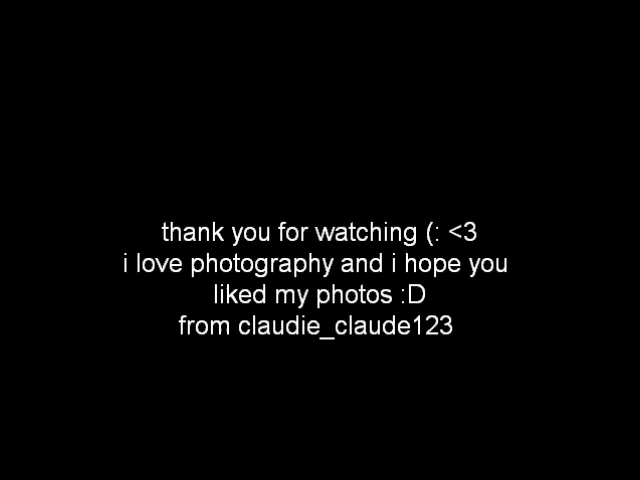 thank you for watching (: <3
i love photography and i hope you
liked my photos :D
from claudie_claude123